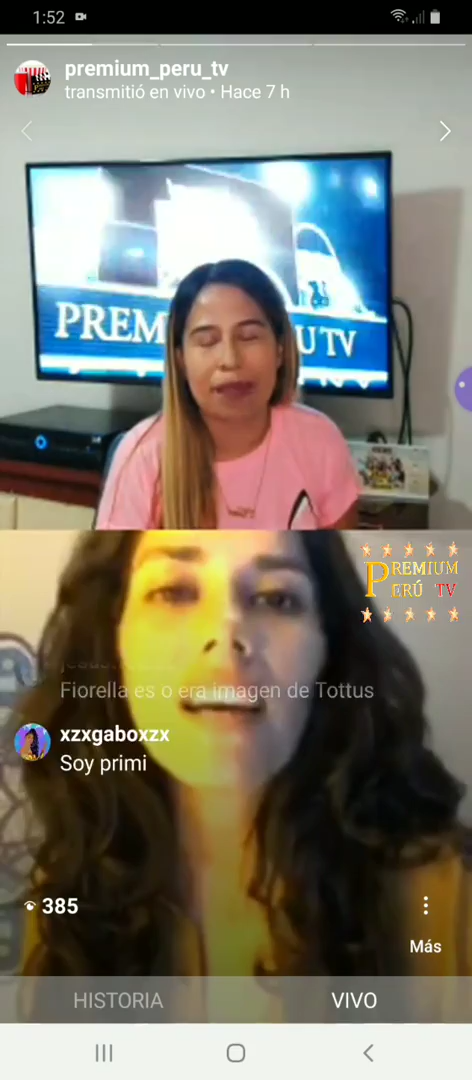 1:52
premium_peru_tv
transmitió en vivo • Hace 7 h
PREM
U TV
PREMIUM
PERÚ TV
Fiorella es o era imagen de Tottus
xzxgaboxzx
Soy primi
385
Más
HISTORIA
VIVO